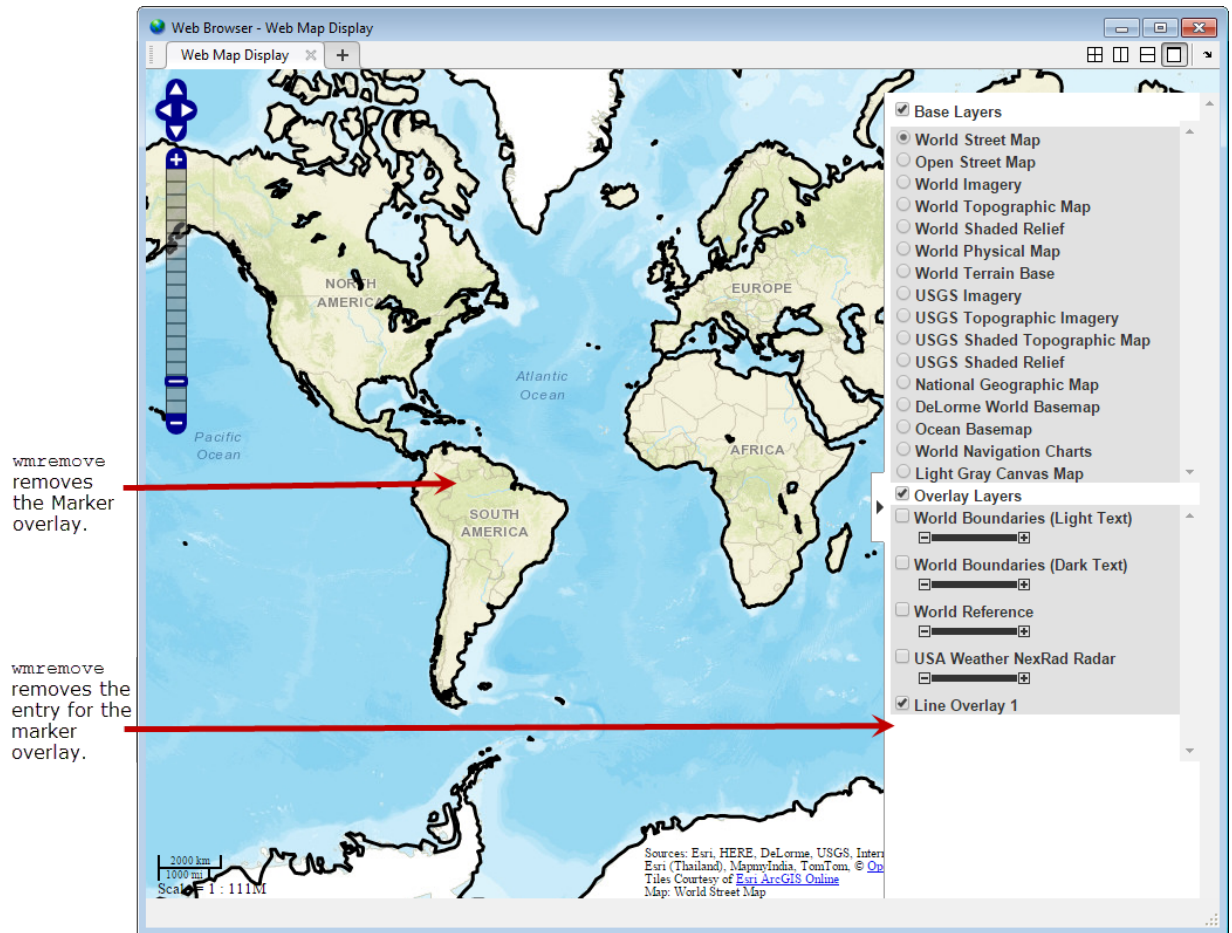 Web Browser - Web Map Display
Web Map Display
Base Layers
World Street Map
Open Street Map
World Imagery
World Topographic Map
World Shaded Relief
World Physical Map
World Terrain Base
USGS Imagery
USGS Topographic Imagery
USGS Shaded Topographic Map
USGS Shaded Relief
National Geographic Map
DeLorme World Basemap
Ocean Basemap
World Navigation Charts
Light Gray Canvas Map
Overlay Layers
World Boundaries (Light Text)
World Boundaries (Dark Text)
World Reference
USA Weather NexRad Radar
Line Overlay 1
NORTH
AMERICA
EUROPE
Atlantic
Ocean
Pacific
Ocean
AFRICA
SOUTH
AMERICA
wmremove
removes
the Marker
overlay.
wmremove
removes the
entry for the
marker
overlay.
2000 km
1000 mi
Scale = 1 : 111M
Sources: Esri, HERE, DeLorme, USGS, Inter
Esri (Thailand), MapmyIndia, TomTom, © Op
Tiles Courtesy of Esri ArcGIS Online
Map: World Street Map